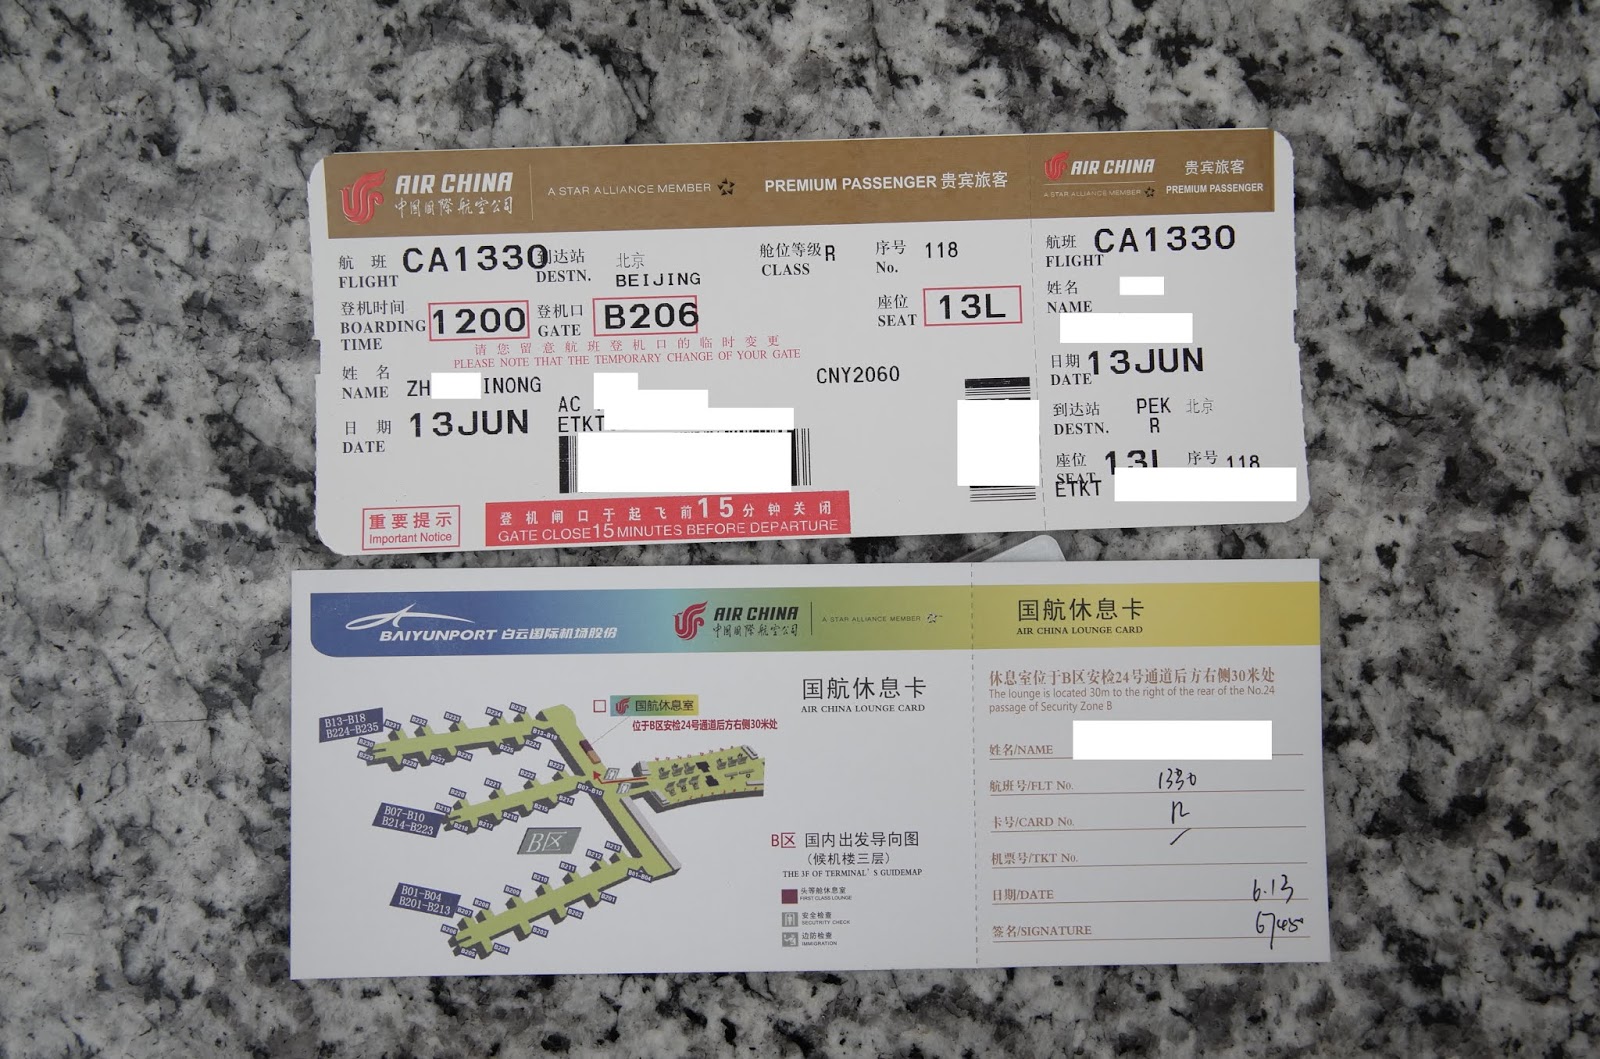 AIR CHINA
中国国際航空公司
A STAR ALLIANCE MEMBER
PREMIUM PASSENGER 贵宾旅客
航 班 CA1330 到达站 北京 舱位等级 R 序号 118
FLIGHT DESTN. BEIJING CLASS No.
登机时间 1200 登机口 B206 座位 13L
BOARDING TIME GATE SEAT
请您留意航班登机口的临时变更
PLEASE NOTE THAT THE TEMPORARY CHANGE OF YOUR GATE
姓 名
NAME ZH INONG
CNY2060
日 期 13JUN
DATE
AC
ETKT
重要提示
Important Notice
登机闸口于起飞前15分钟关闭
GATE CLOSE 15 MINUTES BEFORE DEPARTURE
AIR CHINA
A STAR ALLIANCE MEMBER
贵宾旅客
PREMIUM PASSENGER
航班 CA1330
FLIGHT
姓名
NAME
日期 13JUN
DATE
到达站 PEK 北京
DESTN. R
座位 13L 序号 118
SEAT
ETKT
BAIYUNPORT 白云国际机场股份
AIR CHINA
中国国際航空公司
A STAR ALLIANCE MEMBER
国航休息卡
AIR CHINA LOUNGE CARD
国航休息室
位于B区安检24号通道后方右侧30米处
国航休息卡
AIR CHINA LOUNGE CARD
B13-B18
B224-B235
B07-B10
B214-B223
B01-B04
B201-B213
B区
B区 国内出发导向图
(候机楼三层)
THE 3F OF TERMINAL'S GUIDEMAP
头等舱休息室
FIRST CLASS LOUNGE
安全检查
SECUTRITY CHECK
边防检查
IMMIGRATION
休息室位于B区安检24号通道后方右侧30米处
The lounge is located 30m to the right of the rear of the No.24
passage of Security Zone B
姓名/NAME
航班号/FLT No. 1330
卡号/CARD No. R
机票号/TKT No.
日期/DATE 6.13
签名/SIGNATURE